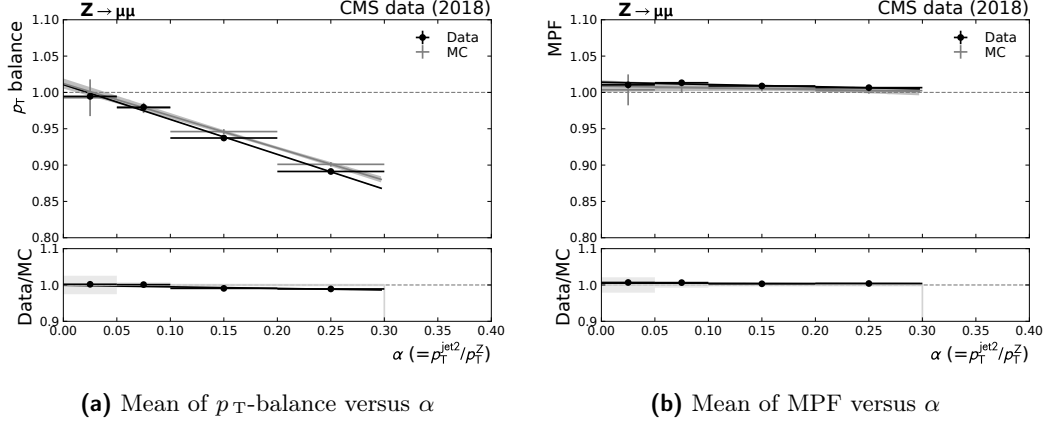 Z → μμ CMS data (2018)
1.10
1.05
1.00
0.95
0.90
0.85
0.80
pT balance
Data
MC
1.1
1.0
0.9
Data/MC
0.00 0.05 0.10 0.15 0.20 0.25 0.30 0.35 0.40
α (=pTjet2/pTZ)
(a) Mean of pT-balance versus α
Z → μμ CMS data (2018)
1.10
1.05
1.00
0.95
0.90
0.85
0.80
MPF
Data
MC
1.1
1.0
0.9
Data/MC
0.00 0.05 0.10 0.15 0.20 0.25 0.30 0.35 0.40
α (=pTjet2/pTZ)
(b) Mean of MPF versus α